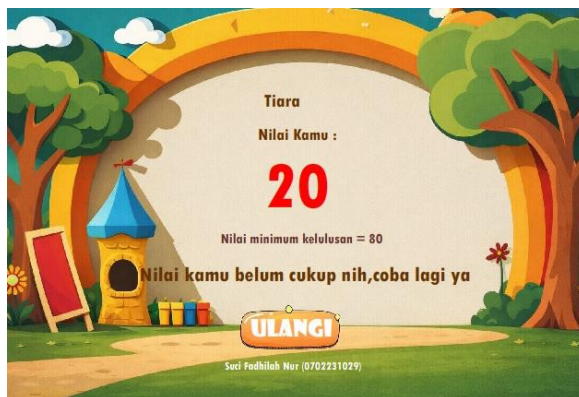 Tiara
Nilai Kamu :
20
Nilai minimum kelulusan = 80
Nilai kamu belum cukup nih,coba lagi ya
ULANGI
Suci Fadhilah Nur (0702231029)